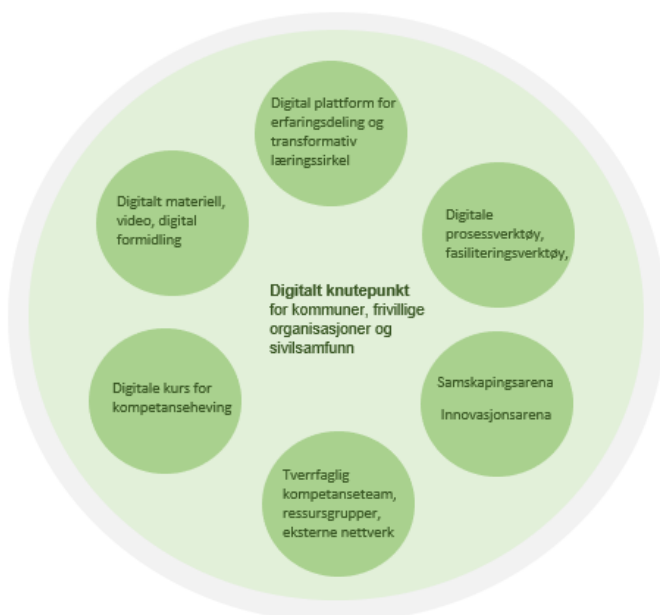 Digital plattform for
erfaringsdeling og
transformativ
læringssirkel
Digitalt materiell,
video, digital
formidling
Digitale
prosessverktøy,
fasiliteringsverktøy,
Digitalt knutepunkt
for kommuner, frivillige
organisasjoner og
sivilsamfunn
Digitale kurs for
kompetanseheving
Samskapingsarena
Innovasjonsarena
Tverrfaglig
kompetanseteam,
ressursgrupper,
eksterne nettverk